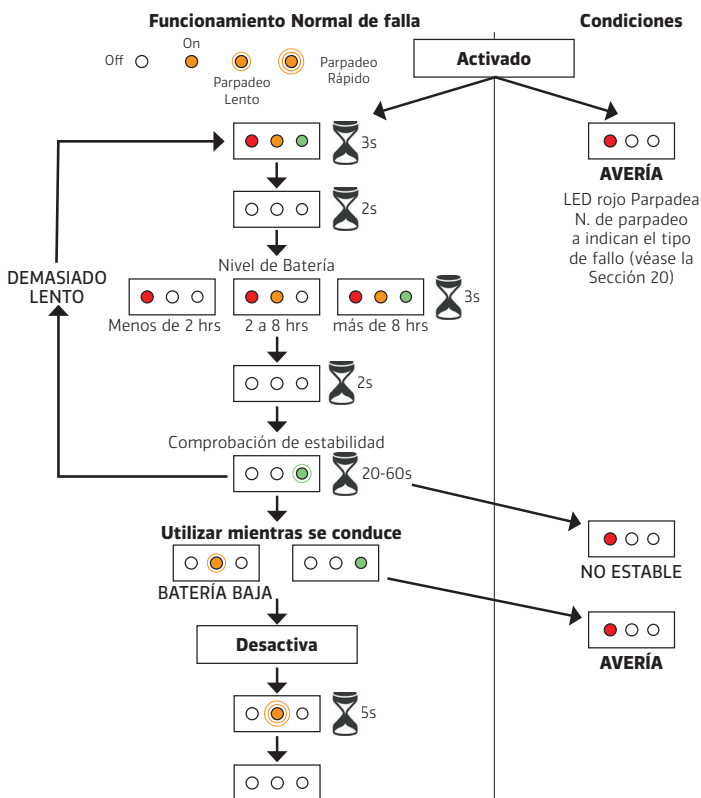 Funcionamiento Normal de falla
Condiciones
Off
On
Parpadeo
Lento
Parpadeo
Rápido
Activado
3s
AVERÍA
LED rojo Parpadea
N. de parpadeo
a indican el tipo
de fallo (véase la
Sección 20)
2s
Nivel de Batería
DEMASIADO
LENTO
3s
Menos de 2 hrs
2 a 8 hrs
más de 8 hrs
2s
Comprobación de estabilidad
20-60s
Utilizar mientras se conduce
NO ESTABLE
BATERÍA BAJA
Desactiva
AVERÍA
5s